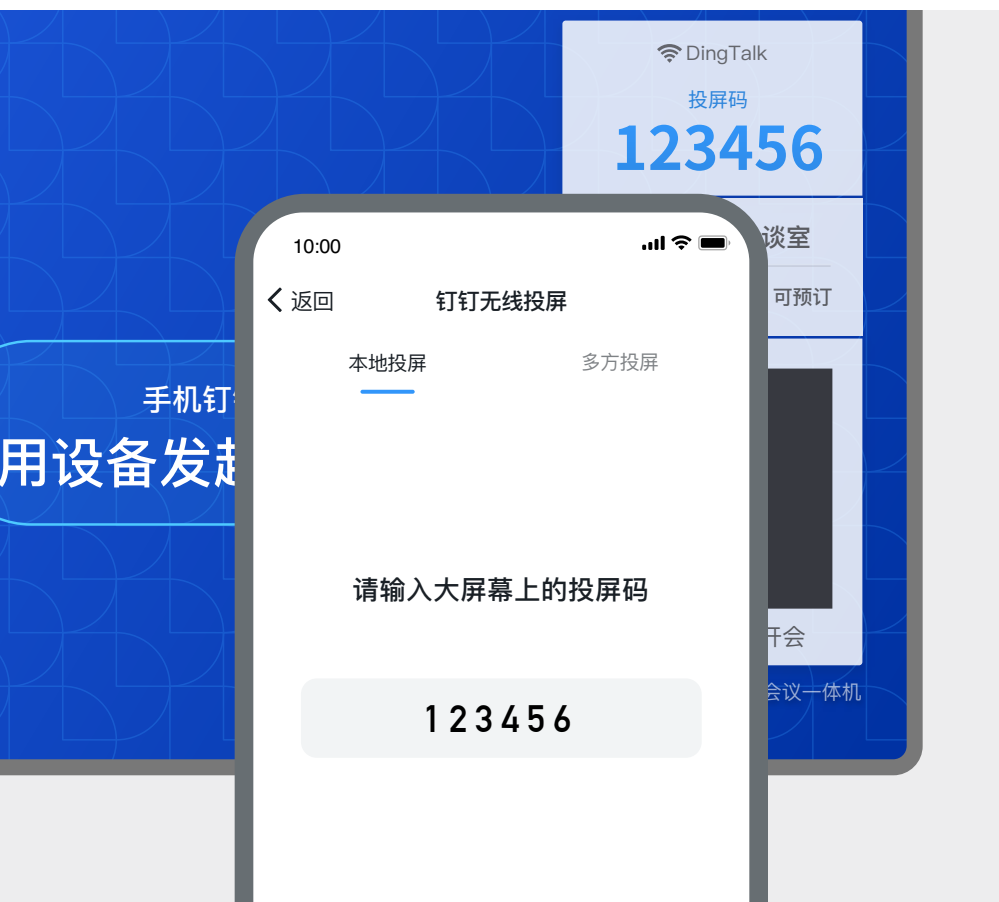 DingTalk
投屏码
123456
谈室
可预订
手机钉
用设备发起
开会
会议一体机
10:00
返回
钉钉无线投屏
本地投屏
多方投屏
请输入大屏幕上的投屏码
123456